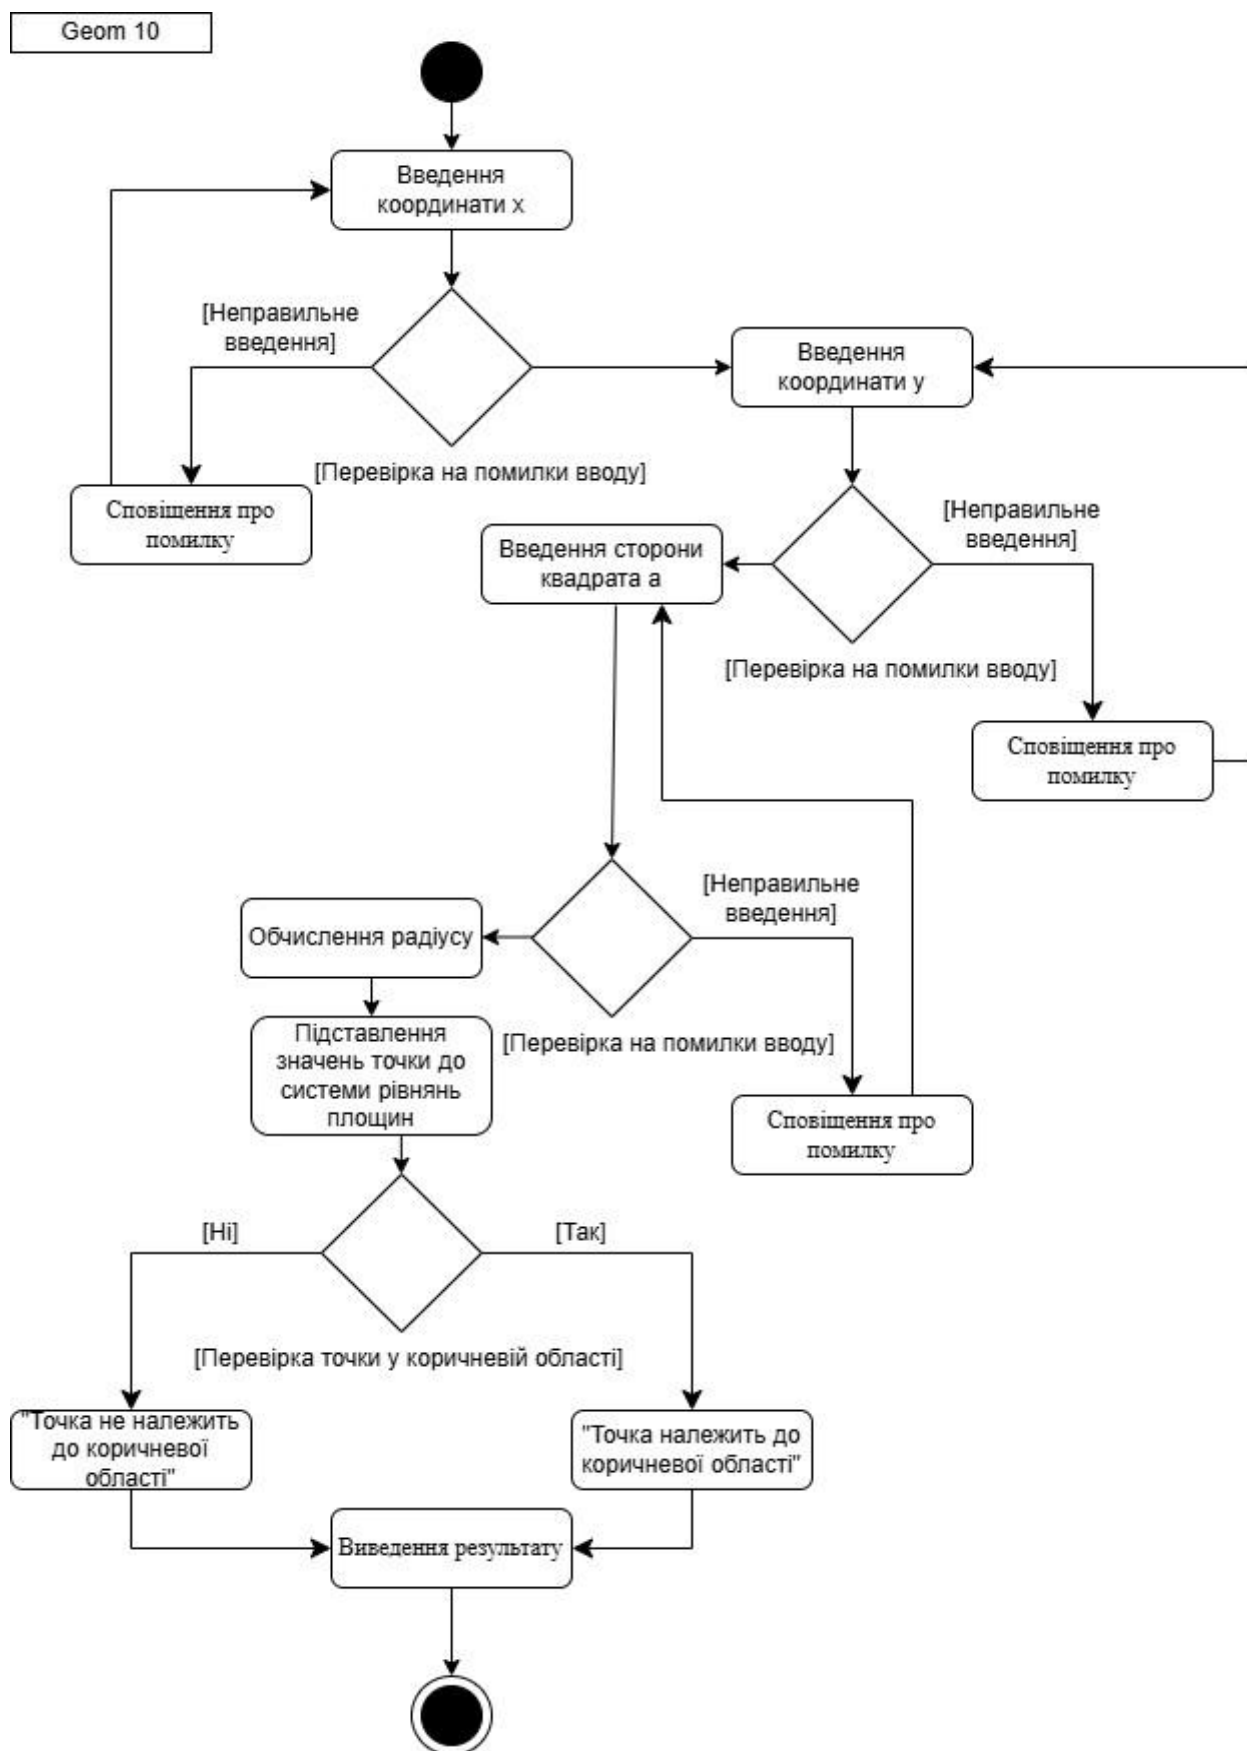 Geom 10
Введення
координати x
[Неправильне
введення]
Введення
координати y
[Перевірка на помилки вводу]
Сповіщення про
помилку
[Неправильне
введення]
Введення сторони
квадрата a
[Перевірка на помилки вводу]
Сповіщення про
помилку
[Неправильне
введення]
Обчислення радіусу
[Перевірка на помилки вводу]
Підставлення
значень точки до
системи рівнянь
площин
Сповіщення про
помилку
[Ні]
[Так]
[Перевірка точки у коричневій області]
"Точка не належить
до коричневої
області"
"Точка належить до
коричневої області"
Виведення результату